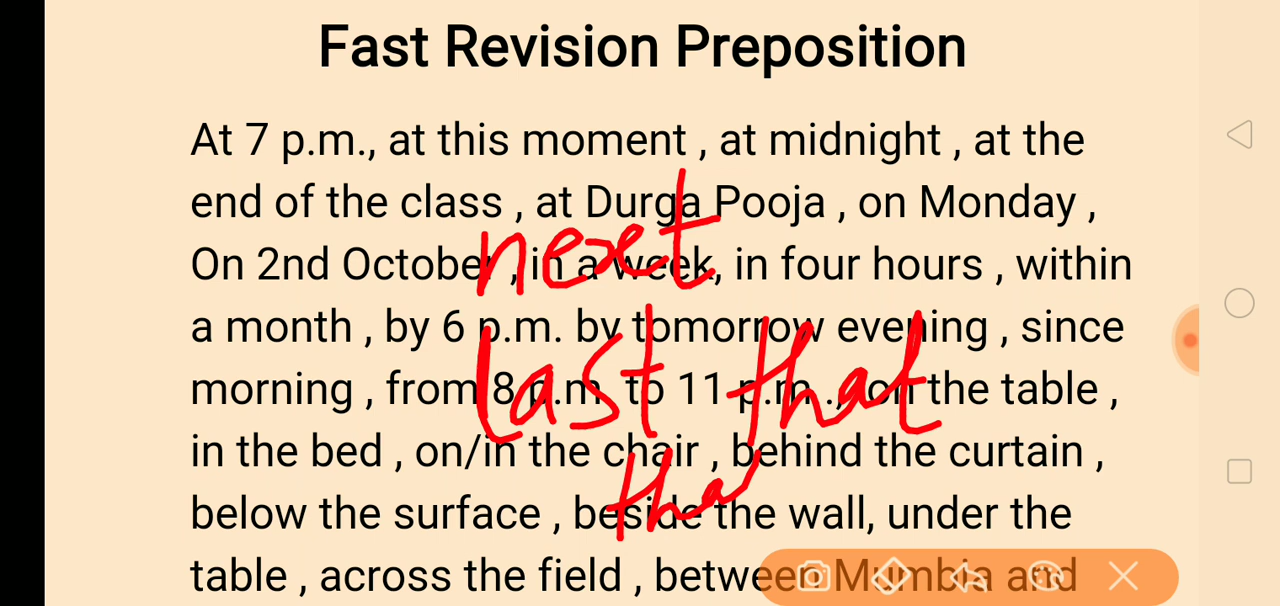 Fast Revision Preposition
At 7 p.m., at this moment , at midnight , at the
end of the class , at Durga Pooja , on Monday ,
next
On 2nd October , in a week, in four hours , within
a month , by 6 p.m. by tomorrow evening , since
last that
morning , from 8 p.m. to 11 p.m ., on the table ,
in the bed , on/in the chair , behind the curtain ,
tha
below the surface , beside the wall, under the
table , across the field , between Mumbia and